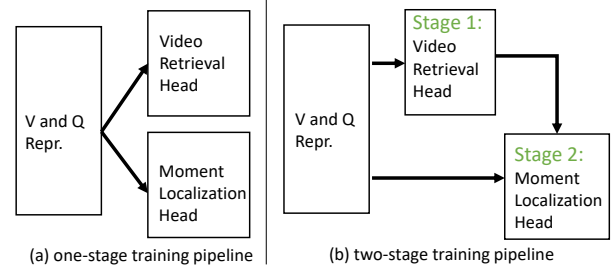 V and Q
Repr.
Video
Retrieval
Head
Moment
Localization
Head
(a) one-stage training pipeline
V and Q
Repr.
Stage 1:
Video
Retrieval
Head
Stage 2:
Moment
Localization
Head
(b) two-stage training pipeline